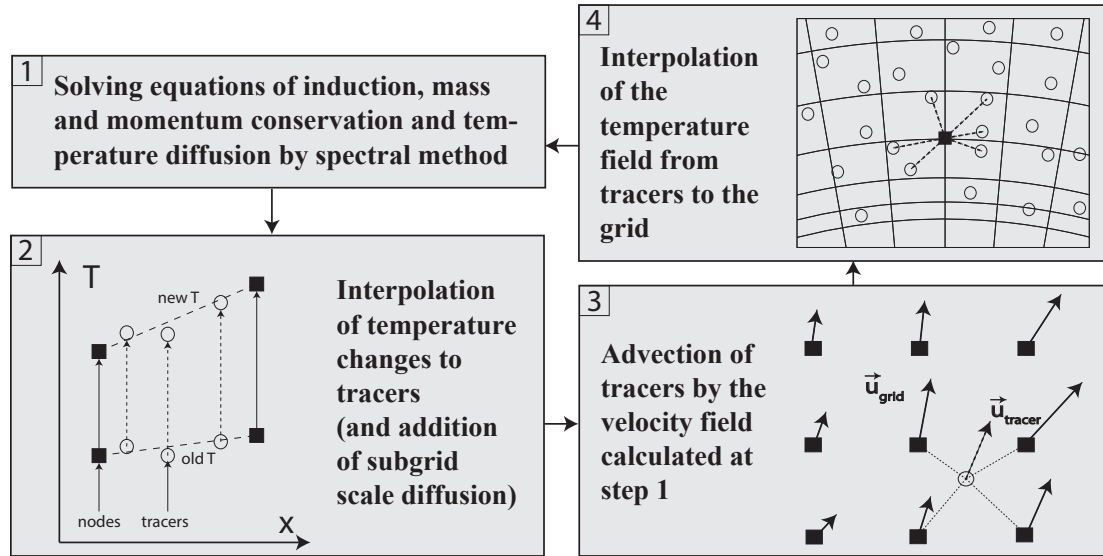 1
Solving equations of induction, mass
and momentum conservation and tem-
perature diffusion by spectral method
2
T
new T
old T
nodes
tracers
x
Interpolation
of temperature
changes to
tracers
(and addition
of subgrid
scale diffusion)
3
Advection of
tracers by the
velocity field
calculated at
step 1
u grid
u tracer
4
Interpolation
of the
temperature
field from
tracers to the
grid